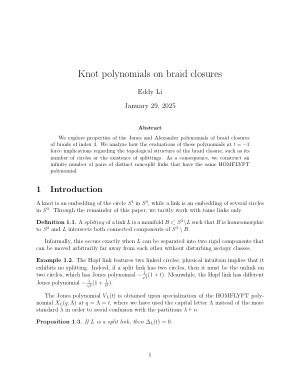 Knot polynomials on braid closures
Eddy Li
January 29, 2025
Abstract
We explore properties of the Jones and Alexander polynomials of braid closures
of braids of index 3. We analyze how the evaluations of these polynomials at t = −1
force implications regarding the topological structure of the braid closure, such as its
number of circles or the existence of splittings. As a consequence, we construct an
infinite number of pairs of distinct non-split links that have the same HOMFLYPT
polynomial.
1 Introduction
A knot is an embedding of the circle S¹ in S³, while a link is an embedding of several circles
in S³. Through the remainder of this paper, we tacitly work with tame links only.
Definition 1.1. A splitting of a link L is a manifold B ⊂ S³\L such that B is homeomorphic
to S² and L intersects both connected components of S³ \ B.
Informally, this occurs exactly when L can be separated into two rigid components that
can be moved arbitrarily far away from each other without disturbing isotopy classes.
Example 1.2. The Hopf link features two linked circles; physical intuition implies that it
exhibits no splitting. Indeed, if a split link has two circles, then it must be the unlink on
two circles, which has Jones polynomial −1/√t(1 + t). Meanwhile, the Hopf link has different
Jones polynomial
The Jones polynomial V_L(t) is obtained upon specialization of the HOMFLYPT poly-
nomial X_L(q, Λ) at q = Λ = t, where we have used the capital letter Λ instead of the more
standard λ in order to avoid confusion with the partitions λ ⊢ n.
Proposition 1.3. If L is a split link, then Δ_L(t) = 0.
1